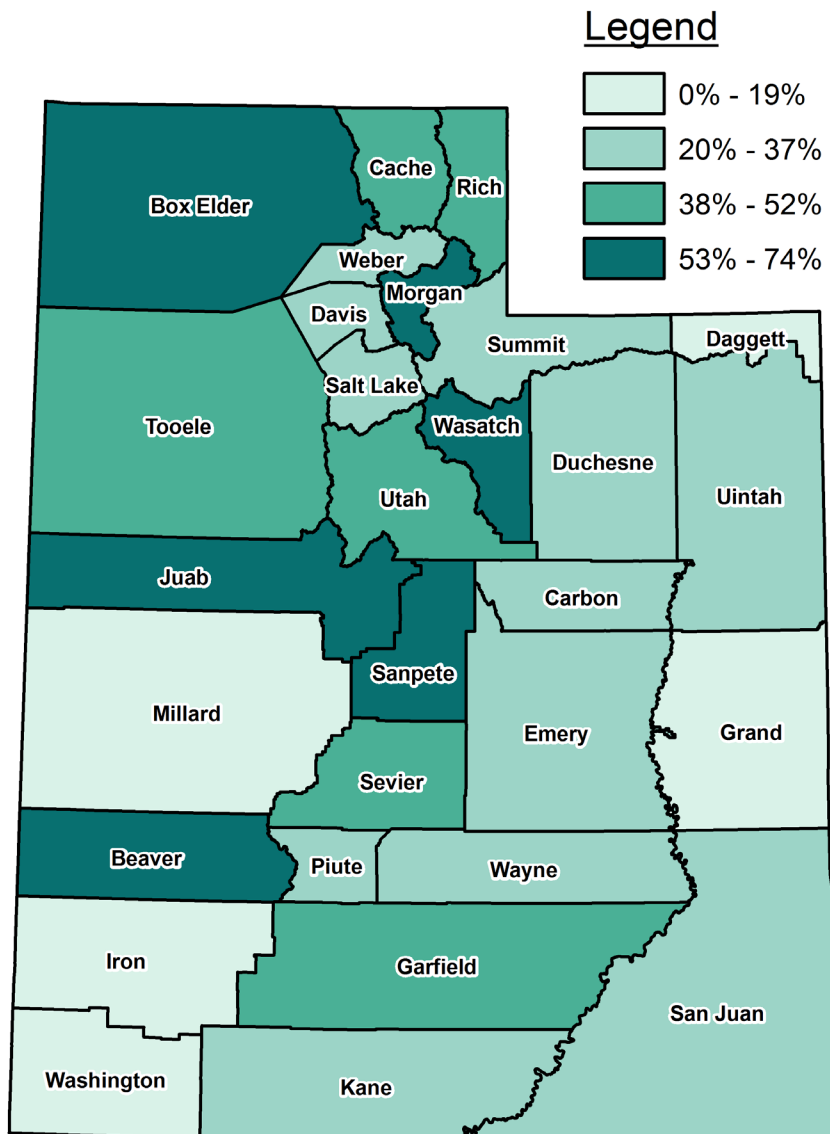 Legend
0% - 19%
20% - 37%
38% - 52%
53% - 74%
Cache
Rich
Box Elder
Weber
Morgan
Davis
Summit
Daggett
Salt Lake
Tooele
Wasatch
Duchesne
Utah
Uintah
Juab
Carbon
Sanpete
Millard
Emery
Grand
Sevier
Beaver
Piute
Wayne
Iron
Garfield
San Juan
Washington
Kane